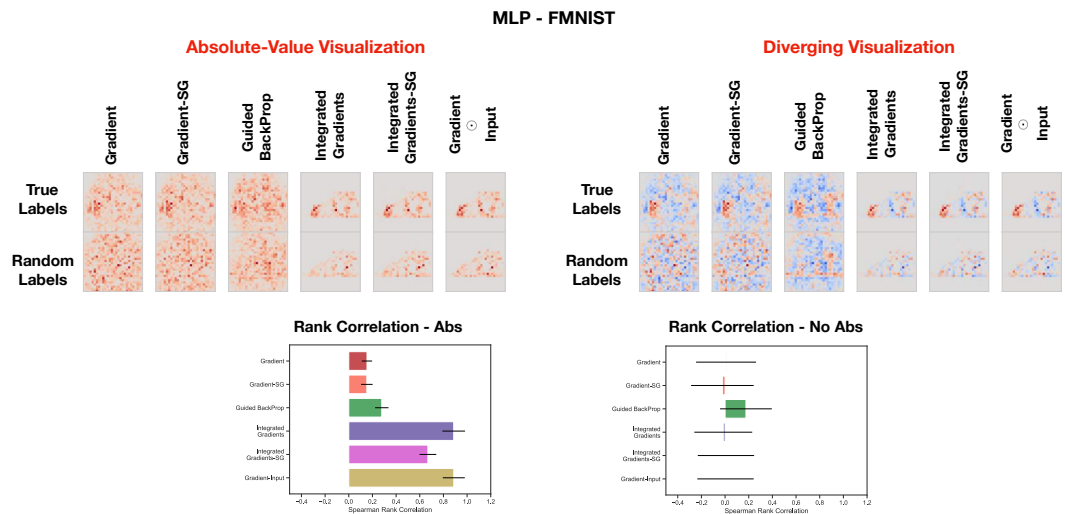 MLP - FMNIST
Absolute-Value Visualization
Gradient
Gradient-SG
Guided
BackProp
Integrated
Gradients
Integrated
Gradients-SG
Gradient
⊙
Input
True
Labels
Random
Labels
Rank Correlation - Abs
Gradient
Gradient-SG
Guided BackProp
Integrated
Gradients
Integrated
Gradients-SG
Gradient-Input
−0.4 −0.2 0.0 0.2 0.4 0.6 0.8 1.0 1.2
Spearman Rank Correlation
Diverging Visualization
Gradient
Gradient-SG
Guided
BackProp
Integrated
Gradients
Integrated
Gradients-SG
Gradient
⊙
Input
True
Labels
Random
Labels
Rank Correlation - No Abs
Gradient
Gradient-SG
Guided BackProp
Integrated
Gradients
Integrated
Gradients-SG
Gradient-Input
−0.4 −0.2 0.0 0.2 0.4 0.6 0.8 1.0 1.2
Spearman Rank Correlation